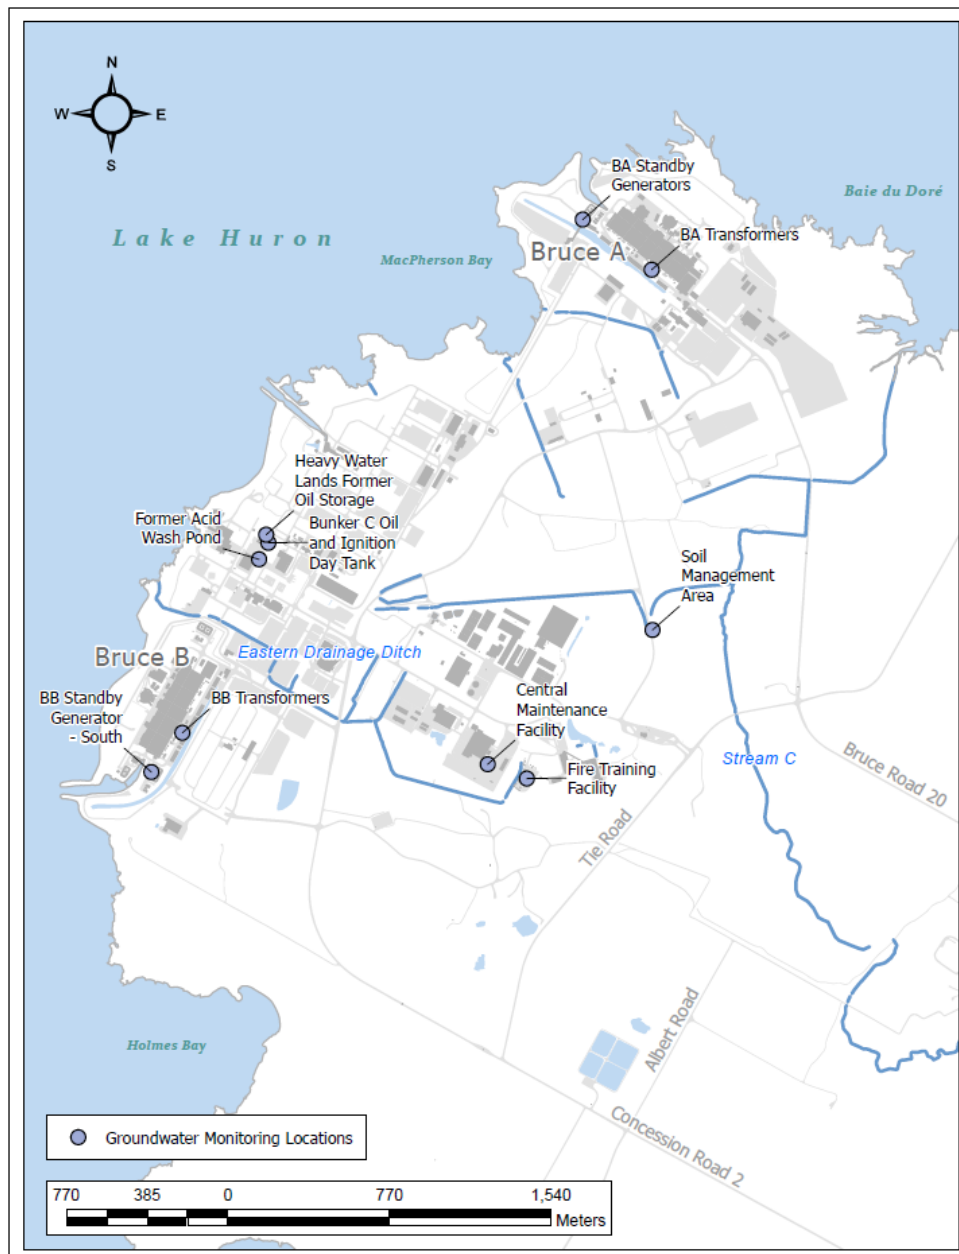 N
W
E
S
BA Standby
Generators
Baie du Doré
Lake Huron
BA Transformers
Bruce A
MacPherson Bay
Heavy Water
Lands Former
Oil Storage
Former Acid
Wash Pond
Bunker C Oil
and Ignition
Day Tank
Soil
Management
Area
Eastern Drainage Ditch
Bruce B
BB Standby
Generator
- South
BB Transformers
Central
Maintenance
Facility
Stream C
Bruce Road 20
Fire Training
Facility
Tie Road
Albert Road
Holmes Bay
Concession Road 2
Groundwater Monitoring Locations
770 385 0 770 1,540
Meters